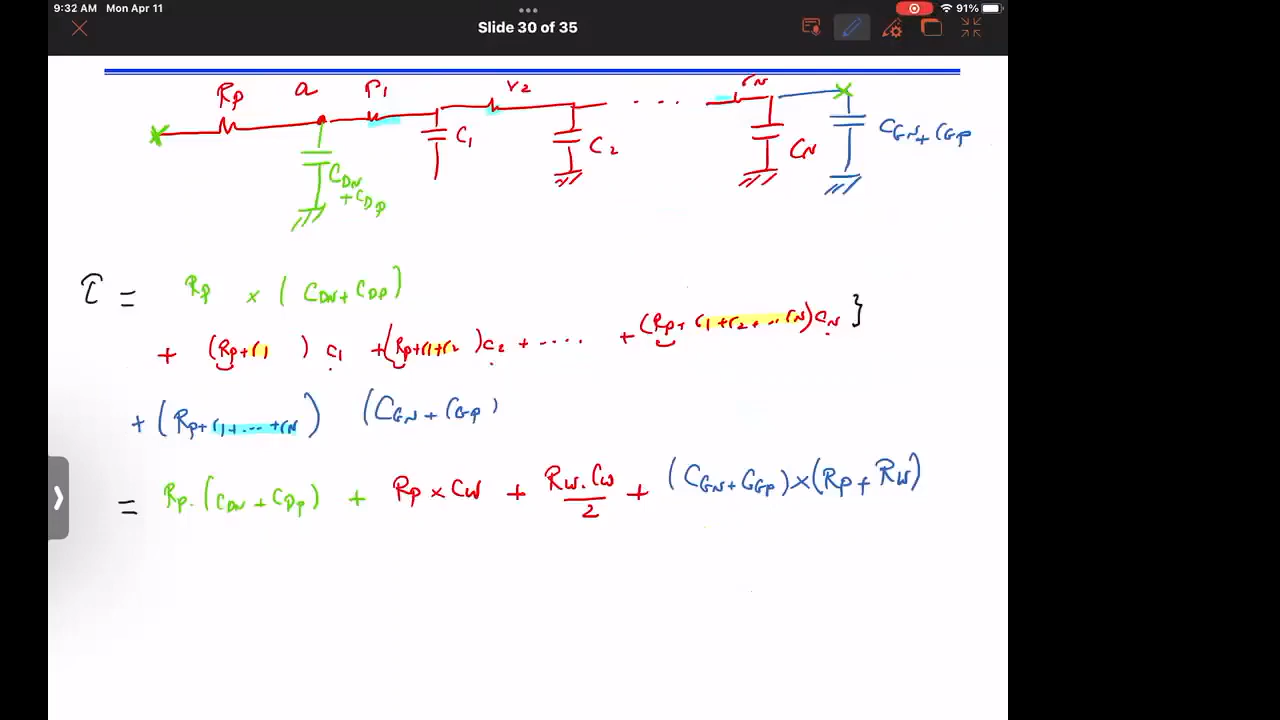 9:32 AM Mon Apr 11
91%
Slide 30 of 35
Rp a r1 r2 ... rN
C1 C2 CN CGN + CGp
CDN
+ CDp
τ = Rp × (CDN + CDp)
+ (Rp+r1) C1 + (Rp+r1+r2) C2 + .... + (Rp + r1+r2+...rN) CN }
+ (Rp+r1+...+rN) (CGN + CGp)
= Rp.(CDN + CDp) + Rp × CW + RW.CW/2 + (CGN + CGp) × (Rp + RW)